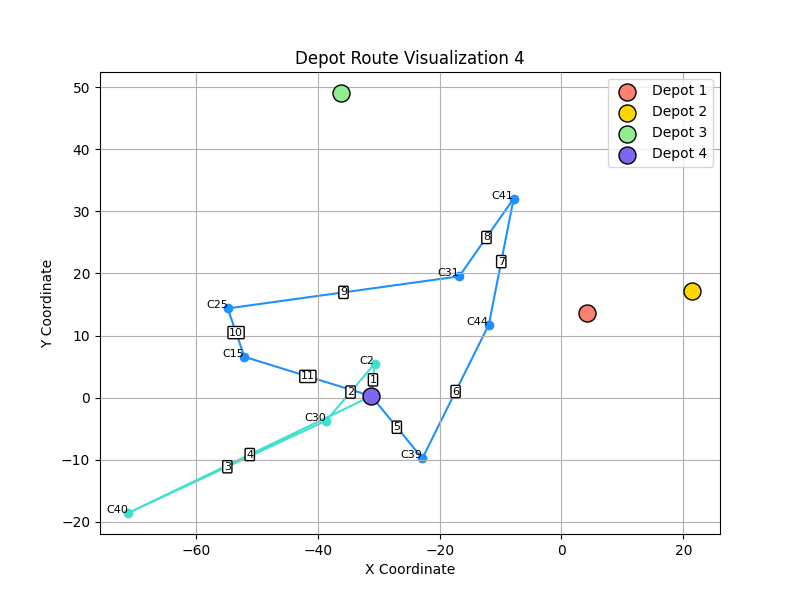 Depot Route Visualization 4
Y Coordinate
50
40
30
20
10
0
−10
−20
−60
−40
−20
0
20
X Coordinate
Depot 1
Depot 2
Depot 3
Depot 4
C41
8
7
C31
9
C25
C44
10
C15
C2
11
1
2
6
C30
5
4
C39
3
C40